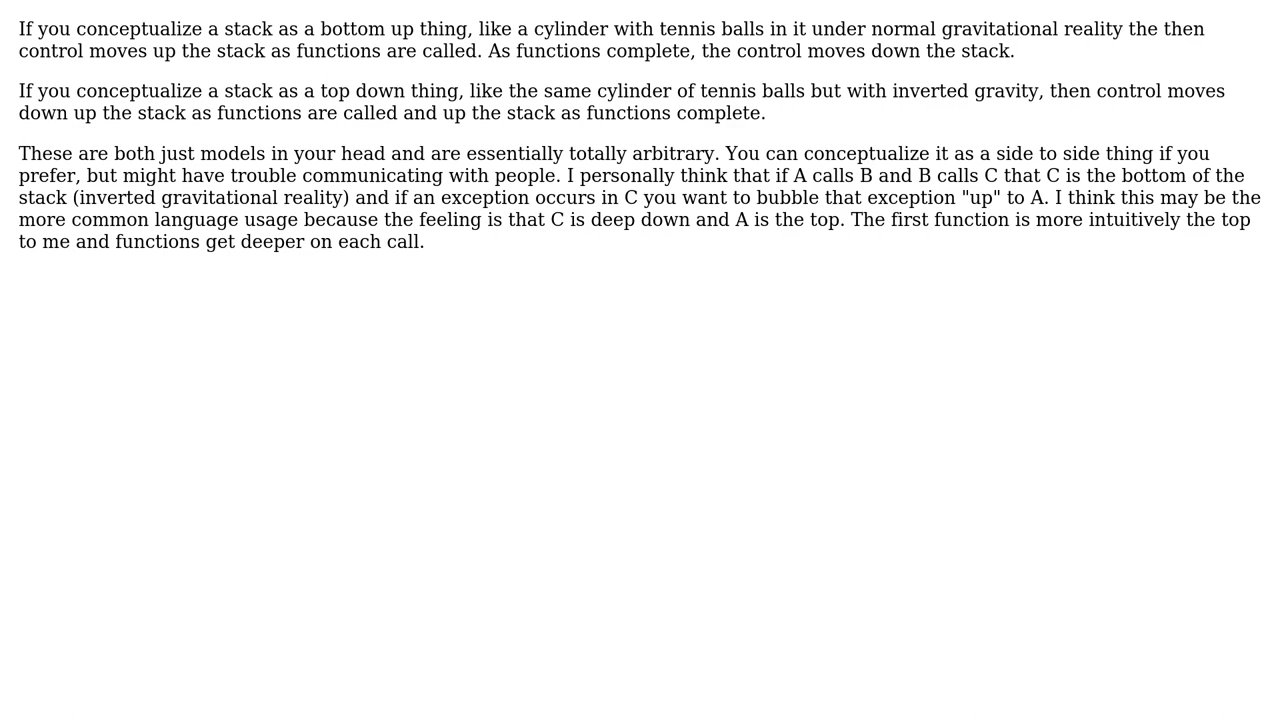 If you conceptualize a stack as a bottom up thing, like a cylinder with tennis balls in it under normal gravitational reality the then
control moves up the stack as functions are called. As functions complete, the control moves down the stack.
If you conceptualize a stack as a top down thing, like the same cylinder of tennis balls but with inverted gravity, then control moves
down up the stack as functions are called and up the stack as functions complete.
These are both just models in your head and are essentially totally arbitrary. You can conceptualize it as a side to side thing if you
prefer, but might have trouble communicating with people. I personally think that if A calls B and B calls C that C is the bottom of the
stack (inverted gravitational reality) and if an exception occurs in C you want to bubble that exception "up" to A. I think this may be the
more common language usage because the feeling is that C is deep down and A is the top. The first function is more intuitively the top
to me and functions get deeper on each call.